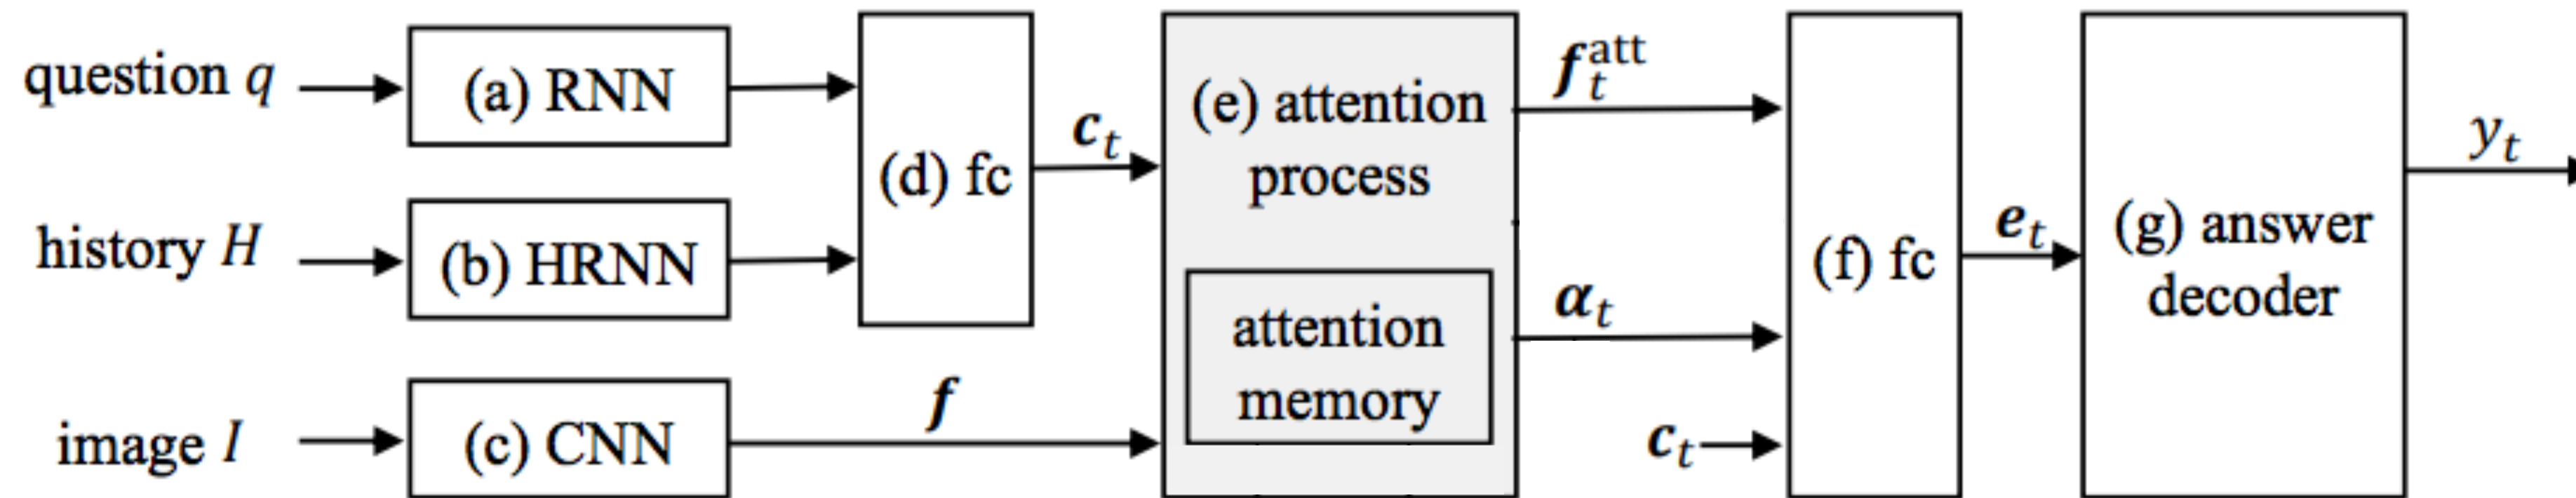 question q
(a) RNN
history H
(b) HRNN
image I
(c) CNN
(d) fc
c_t
f
(e) attention
process
attention
memory
f_t^att
α_t
c_t
(f) fc
e_t
(g) answer
decoder
y_t